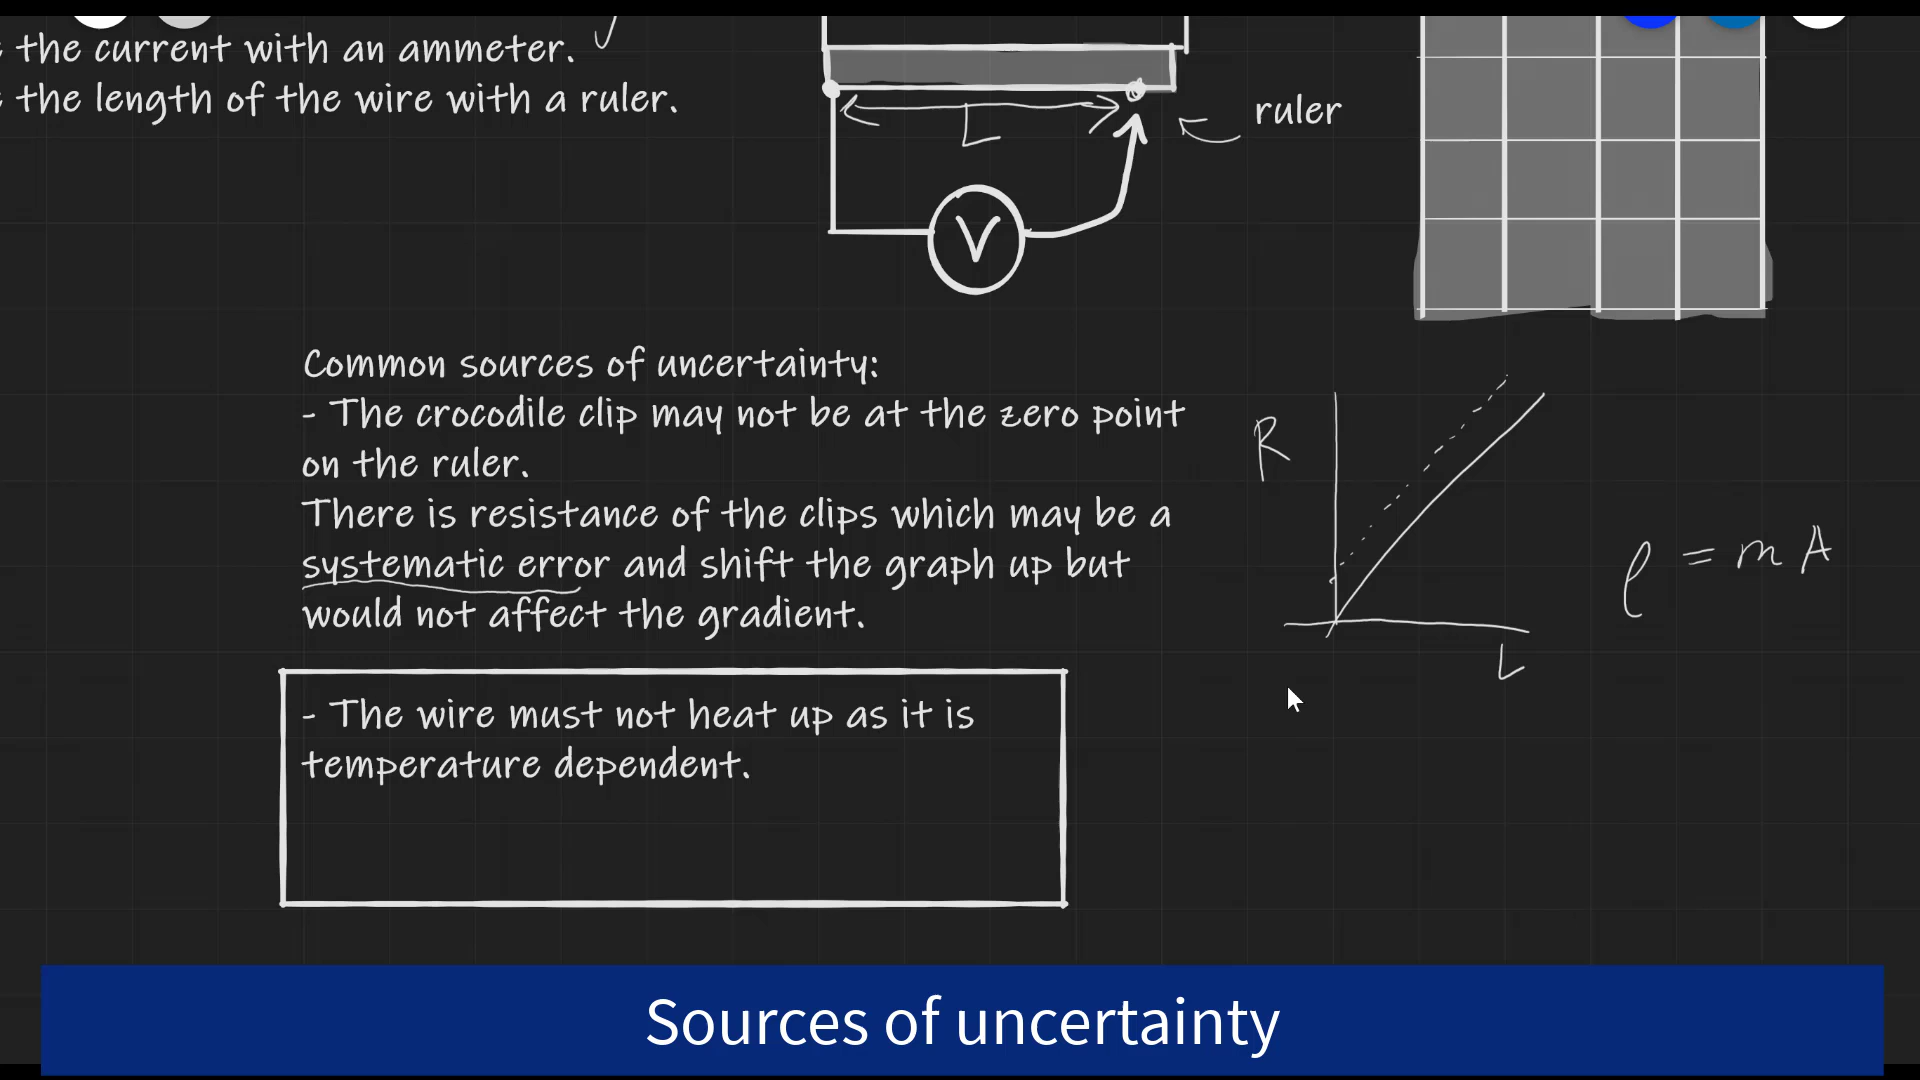 the current with an ammeter.
the length of the wire with a ruler.
ruler
L
V
Common sources of uncertainty:
- The crocodile clip may not be at the zero point
on the ruler.
There is resistance of the clips which may be a
systematic error and shift the graph up but
would not affect the gradient.
R
L
ρ = m A
- The wire must not heat up as it is
temperature dependent.
Sources of uncertainty